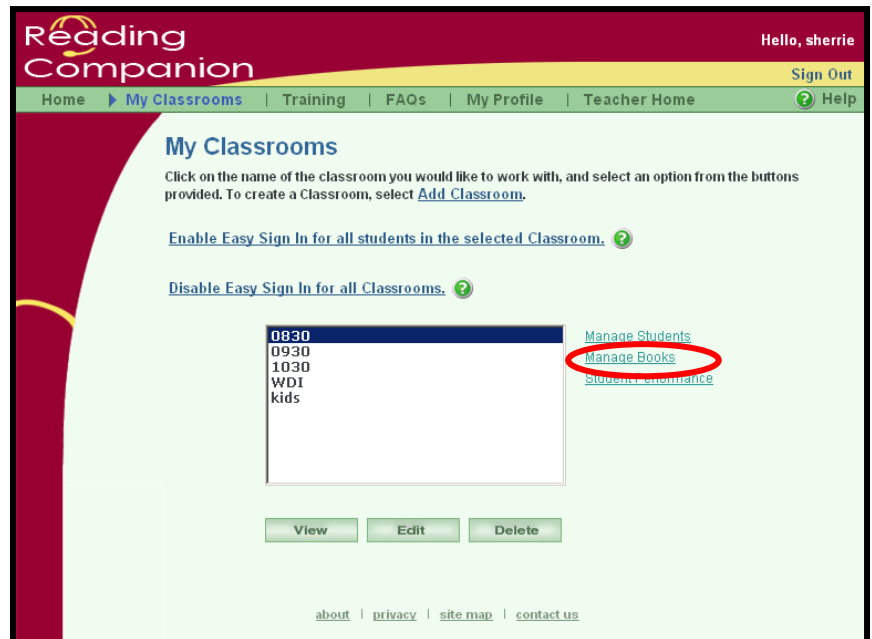 Reading
Companion
Hello, sherrie
Sign Out
Home My Classrooms | Training | FAQs | My Profile | Teacher Home Help
My Classrooms
Click on the name of the classroom you would like to work with, and select an option from the buttons
provided. To create a Classroom, select Add Classroom.
Enable Easy Sign In for all students in the selected Classroom.
Disable Easy Sign In for all Classrooms.
0830
0930
1030
WDI
kids
Manage Students
Manage Books
Student Performance
View Edit Delete
about | privacy | site map | contact us